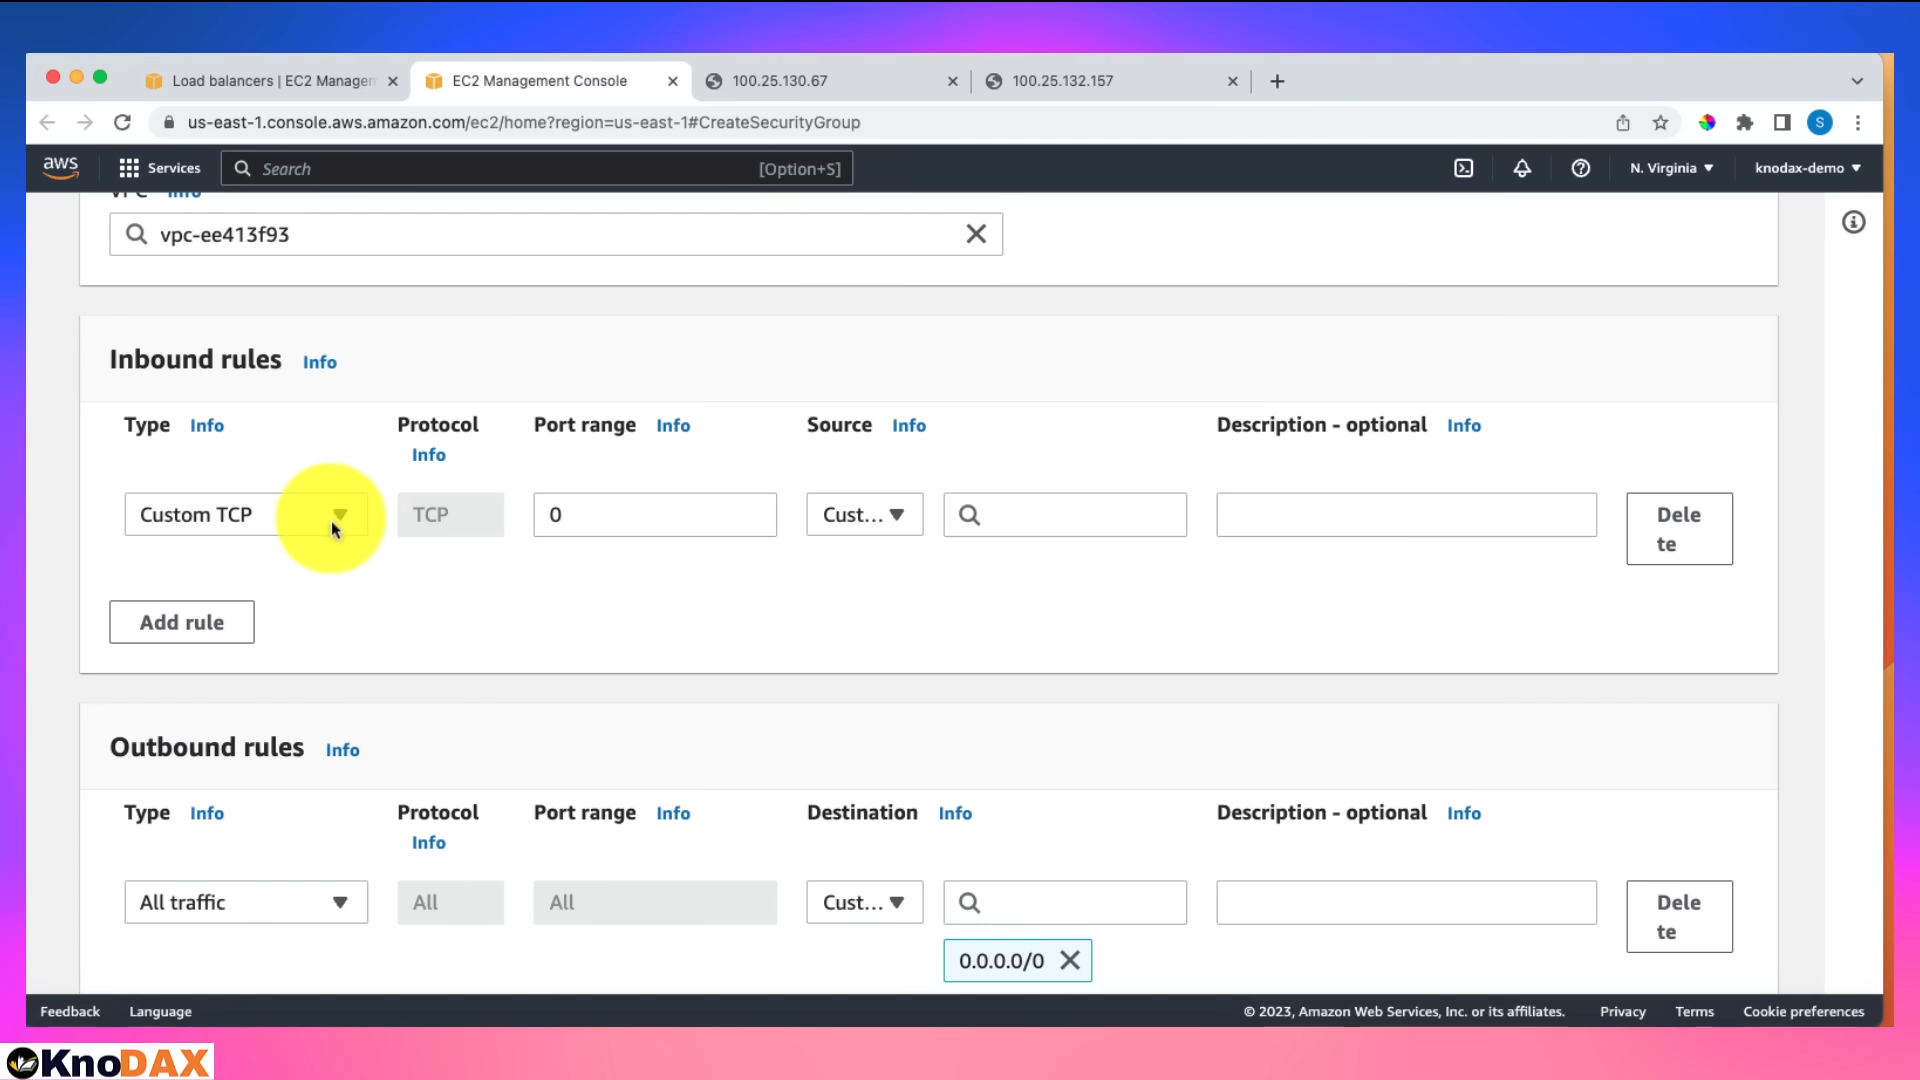 Load balancers | EC2 Managem
EC2 Management Console
100.25.130.67
100.25.132.157
us-east-1.console.aws.amazon.com/ec2/home?region=us-east-1#CreateSecurityGroup
S
aws
Services
Search
[Option+S]
N. Virginia
knodax-demo
VPC Info
vpc-ee413f93
Inbound rules Info
Type Info
Protocol
Info
Port range Info
Source Info
Description - optional Info
Custom TCP
TCP
0
Cust...
Dele
te
Add rule
Outbound rules Info
Type Info
Protocol
Info
Port range Info
Destination Info
Description - optional Info
All traffic
All
All
Cust...
Dele
te
0.0.0.0/0
Feedback
Language
© 2023, Amazon Web Services, Inc. or its affiliates.
Privacy
Terms
Cookie preferences
KnoDAX